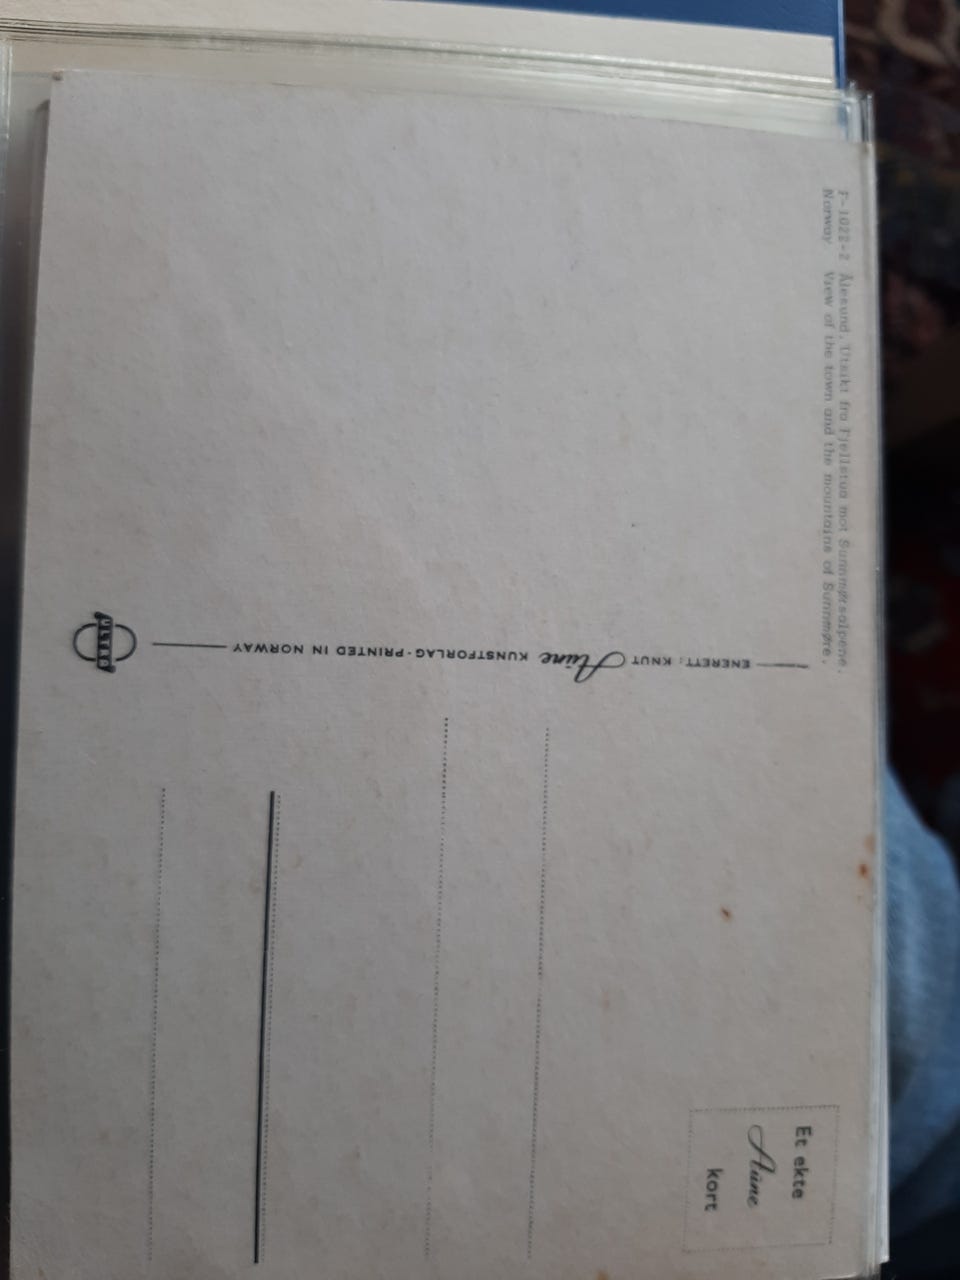 F-1022-2 Ålesund. Utsikt fra Fjellstua mot Sunnmørsalpene.
Norway View of the town and the mountains of Sunnmøre.
ENERETT: KNUT Aune KUNSTFORLAG · PRINTED IN NORWAY
Et ekte
Aune
kort